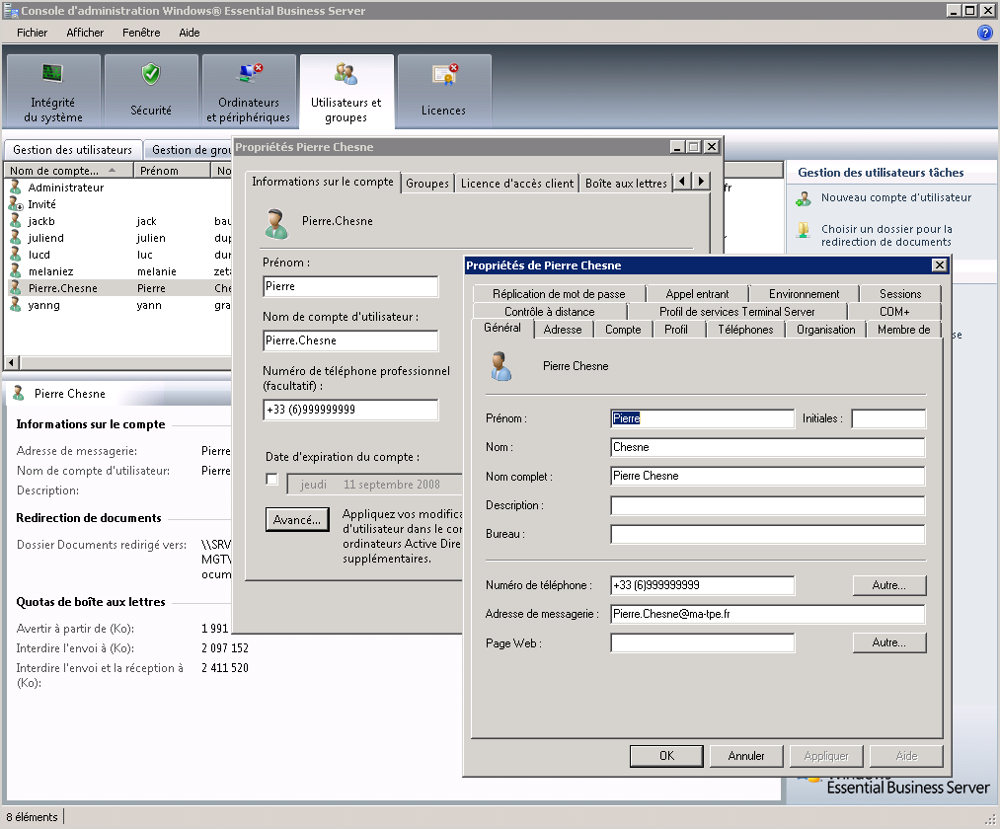 Console d'administration Windows® Essential Business Server
Fichier Afficher Fenêtre Aide
Intégrité
du système
Sécurité
Ordinateurs
et périphériques
Utilisateurs et
groupes
Licences
Gestion des utilisateurs
Gestion de grou
Nom de compte... Prénom No
Administrateur
fr
Invité
jackb jack bau
juliend julien dup
lucd luc dur
melaniez melanie zeta
Pierre.Chesne Pierre Che
yanng yann gra
Gestion des utilisateurs tâches
Nouveau compte d'utilisateur
Choisir un dossier pour la
redirection de documents
se
Pierre Chesne
Informations sur le compte
Adresse de messagerie: Pierre
Nom de compte d'utilisateur: Pierre
Description:
Redirection de documents
Dossier Documents redirigé vers: \\SRV
MGT\
ocum
Quotas de boîte aux lettres
Avertir à partir de (Ko): 1 991
Interdire l'envoi à (Ko): 2 097 152
Interdire l'envoi et la réception à 2 411 520
(Ko):
8 éléments
Windows
Essential Business Server
Propriétés Pierre Chesne
Informations sur le compte Groupes Licence d'accès client Boîte aux lettres
Pierre.Chesne
Prénom :
Pierre
Nom de compte d'utilisateur :
Pierre.Chesne
Numéro de téléphone professionnel
(facultatif) :
+33 (6)999999999
Date d'expiration du compte :
jeudi 11 septembre 2008
Avancé...
Appliquez vos modifica
d'utilisateur dans le con
ordinateurs Active Dire
supplémentaires.
Propriétés de Pierre Chesne
Réplication de mot de passe Appel entrant Environnement Sessions
Contrôle à distance Profil de services Terminal Server COM+
Général Adresse Compte Profil Téléphones Organisation Membre de
Pierre Chesne
Prénom : Pierre Initiales :
Nom : Chesne
Nom complet : Pierre Chesne
Description :
Bureau :
Numéro de téléphone : +33 (6)999999999 Autre...
Adresse de messagerie : Pierre.Chesne@ma-tpe.fr
Page Web : Autre...
OK Annuler Appliquer Aide